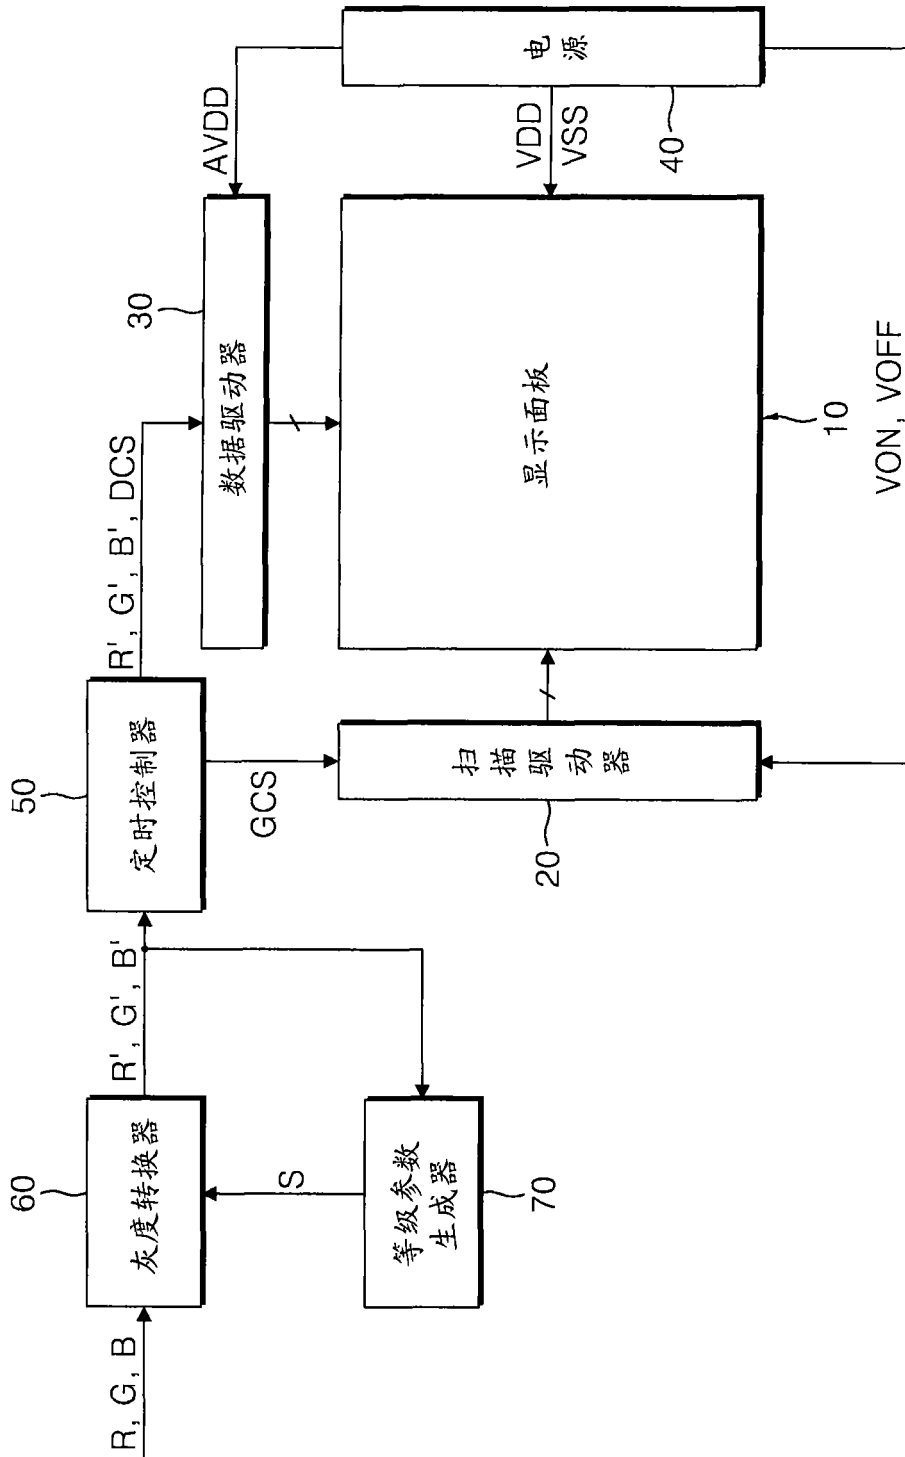 R, G, B
60
灰度转换器
R', G', B'
50
定时控制器
R', G', B', DCS
30
数据驱动器
AVDD
S
等级参数
生成器
70
GCS
扫描驱动器
20
显示面板
10
VDD
VSS
电源
40
VON, VOFF